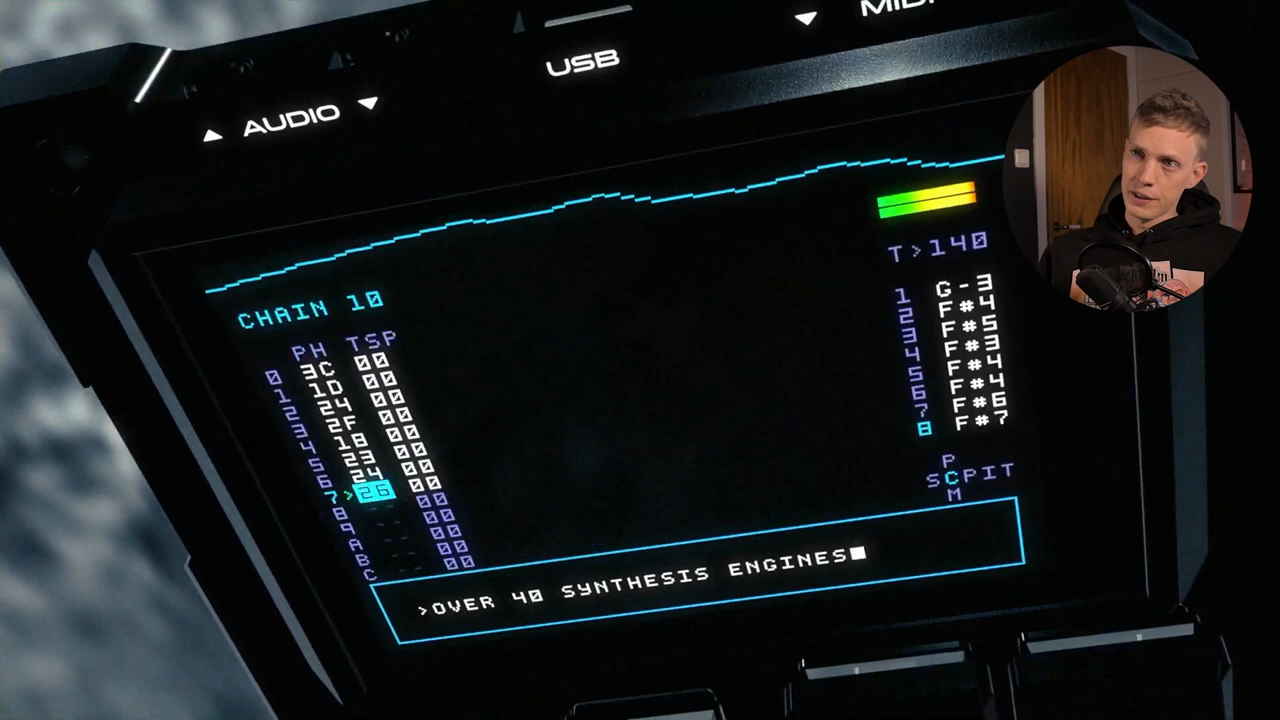 MIDI
USB
▲ AUDIO ▼
T>140
CHAIN 10
PH TSP
0 3C 00
1 1D 00
2 24 00
3 2F 00
4 1B 00
5 23 00
6 24 00
7 >26 00
8 -- 00
9 -- 00
A -- 00
B -- 00
C -- 00
1 G-3
2 F#4
3 F#5
4 F#3
5 F#4
6 F#4
7 F#6
8 F#7
P
SCPIT
M
>OVER 40 SYNTHESIS ENGINES